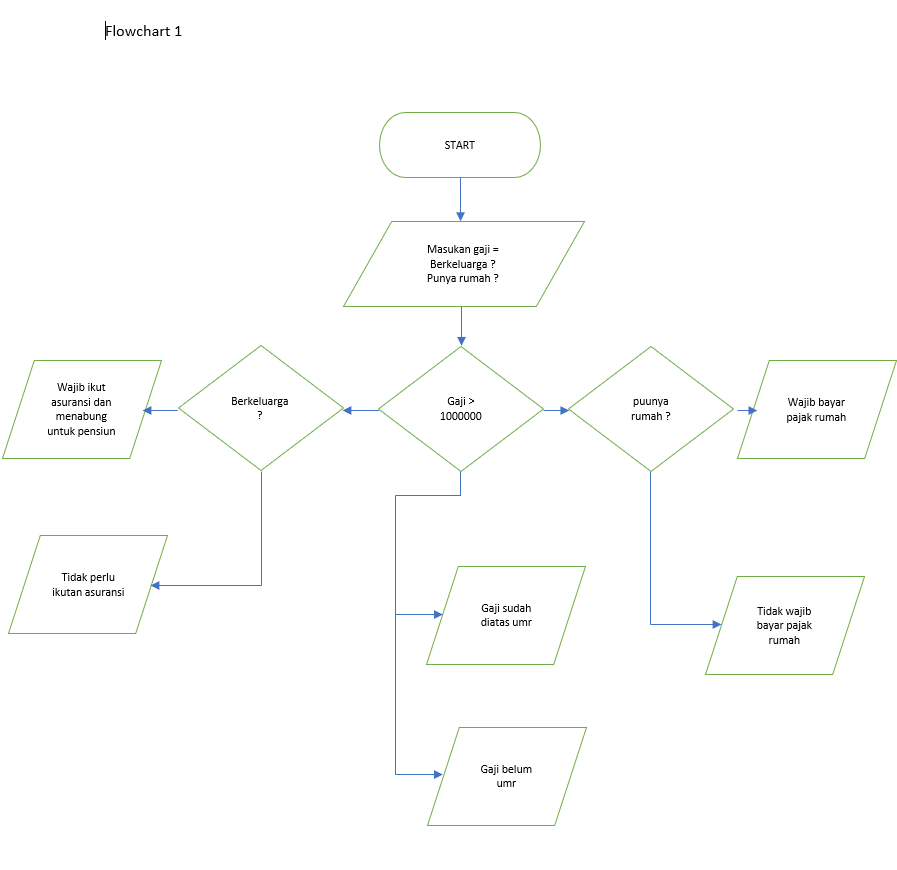 Flowchart 1
START
Masukan gaji =
Berkeluarga ?
Punya rumah ?
Wajib ikut
asuransi dan
menabung
untuk pensiun
Berkeluarga
?
Gaji >
1000000
puunya
rumah ?
Wajib bayar
pajak rumah
Tidak perlu
ikutan asuransi
Gaji sudah
diatas umr
Tidak wajib
bayar pajak
rumah
Gaji belum
umr